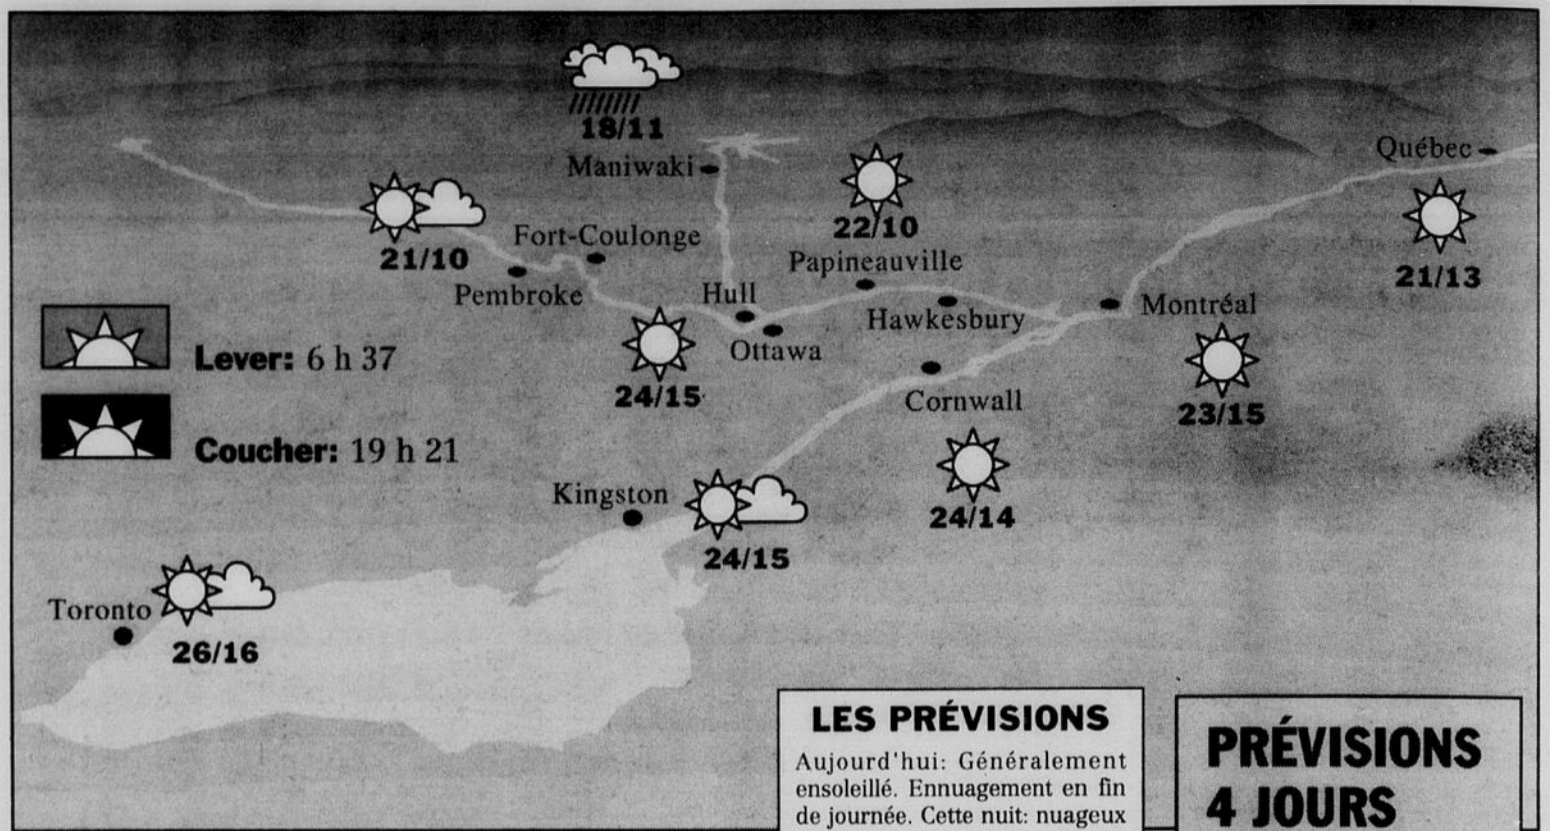 18/11
Maniwaki
Québec
21/13
22/10
Papineauville
21/10
Fort-Coulonge
Pembroke
Hull
Ottawa
Hawkesbury
Montréal
23/15
24/15
Cornwall
24/14
Lever: 6 h 37
Coucher: 19 h 21
Kingston
24/15
Toronto
26/16
LES PRÉVISIONS
Aujourd'hui: Généralement
ensoleillé. Ennuagement en fin
de journée. Cette nuit: nuageux
PRÉVISIONS
4 JOURS